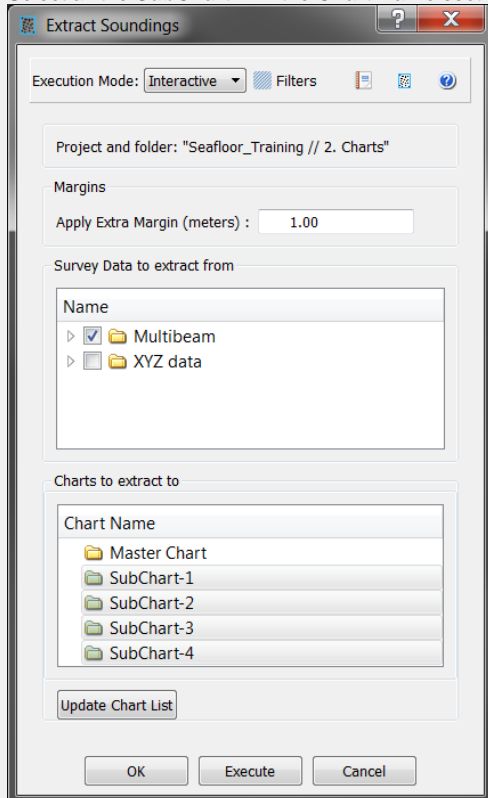 Extract Soundings
?
X
Execution Mode: Interactive Filters
Project and folder: "Seafloor_Training // 2. Charts"
Margins
Apply Extra Margin (meters) : 1.00
Survey Data to extract from
Name
Multibeam
XYZ data
Charts to extract to
Chart Name
Master Chart
SubChart-1
SubChart-2
SubChart-3
SubChart-4
Update Chart List
OK Execute Cancel